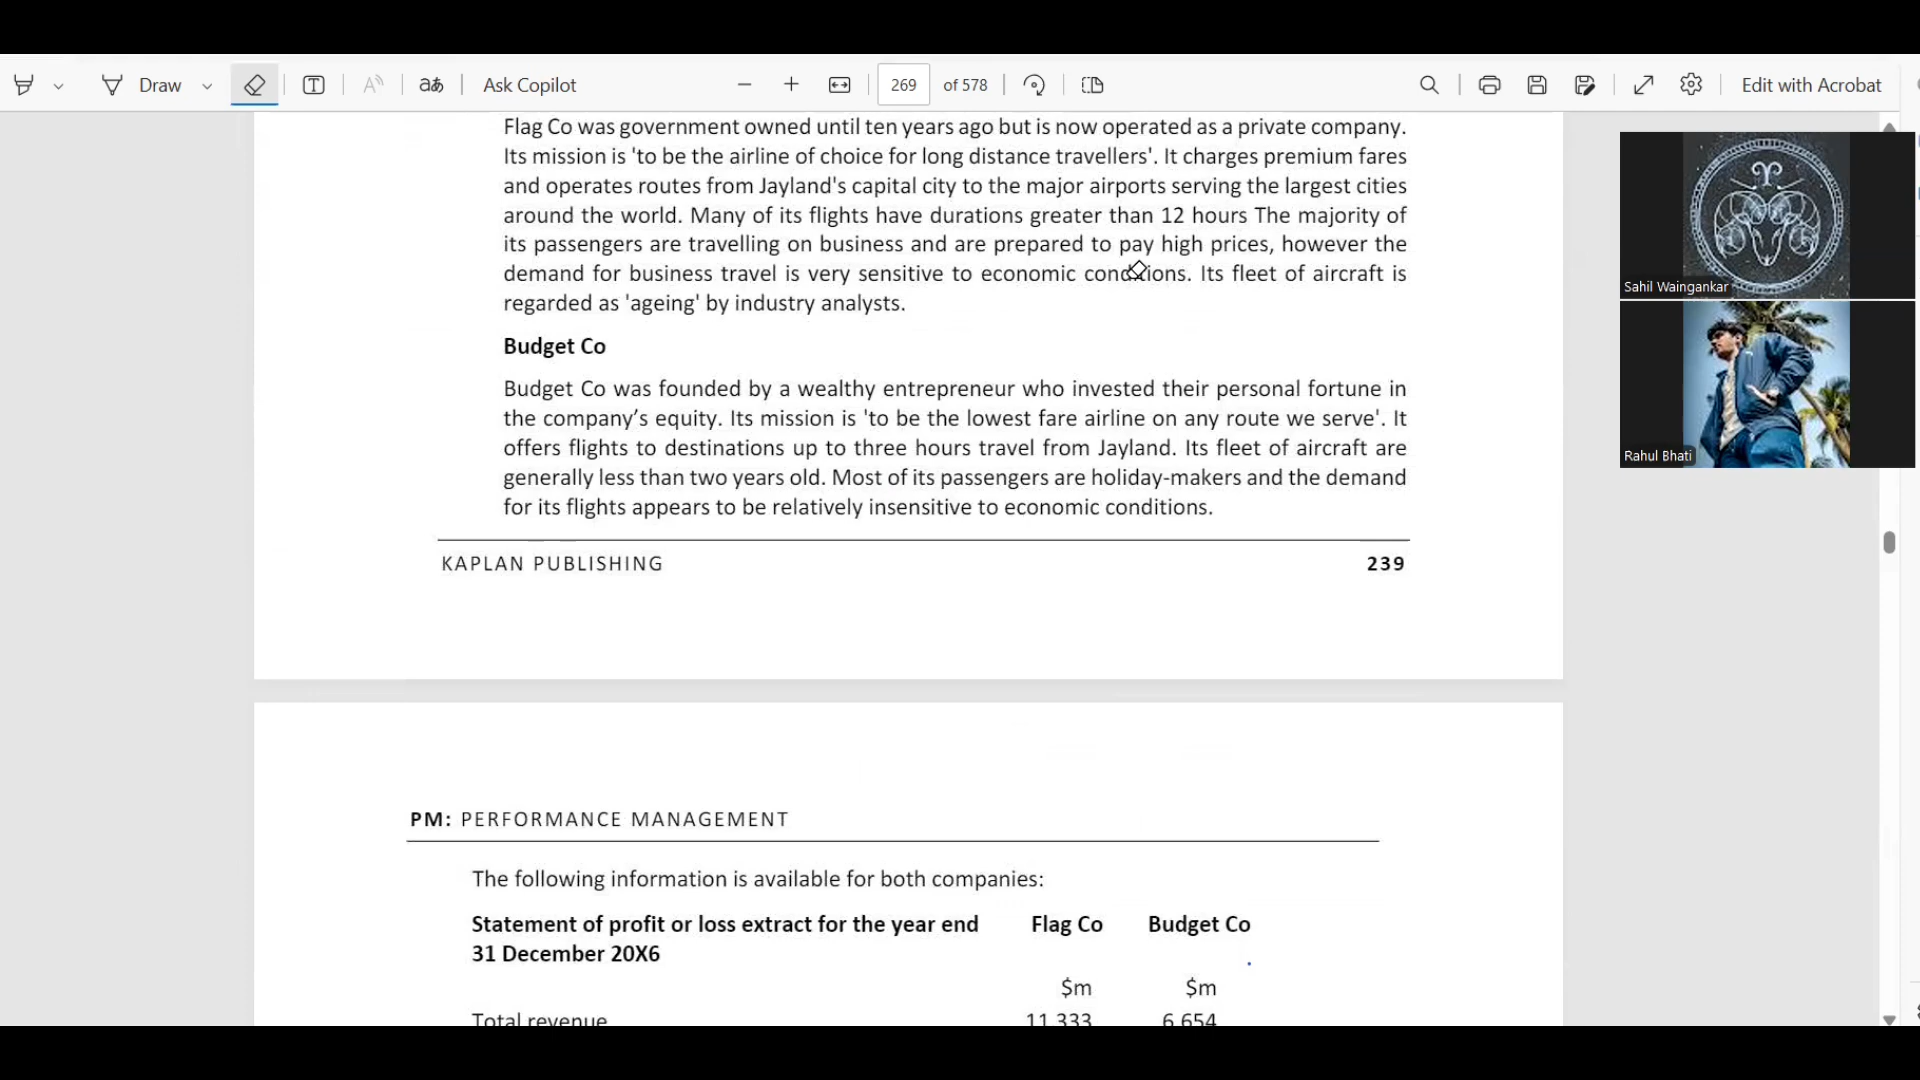 Draw
Ask Copilot
269 of 578
Edit with Acrobat
Flag Co was government owned until ten years ago but is now operated as a private company.
Its mission is 'to be the airline of choice for long distance travellers'. It charges premium fares
and operates routes from Jayland's capital city to the major airports serving the largest cities
around the world. Many of its flights have durations greater than 12 hours The majority of
its passengers are travelling on business and are prepared to pay high prices, however the
demand for business travel is very sensitive to economic conditions. Its fleet of aircraft is
regarded as 'ageing' by industry analysts.
Budget Co
Budget Co was founded by a wealthy entrepreneur who invested their personal fortune in
the company’s equity. Its mission is 'to be the lowest fare airline on any route we serve'. It
offers flights to destinations up to three hours travel from Jayland. Its fleet of aircraft are
generally less than two years old. Most of its passengers are holiday-makers and the demand
for its flights appears to be relatively insensitive to economic conditions.
KAPLAN PUBLISHING 239
PM: PERFORMANCE MANAGEMENT
The following information is available for both companies:
Statement of profit or loss extract for the year end Flag Co Budget Co
31 December 20X6
$m $m
Total revenue 11,333 6,654
Sahil Waingankar
Rahul Bhati